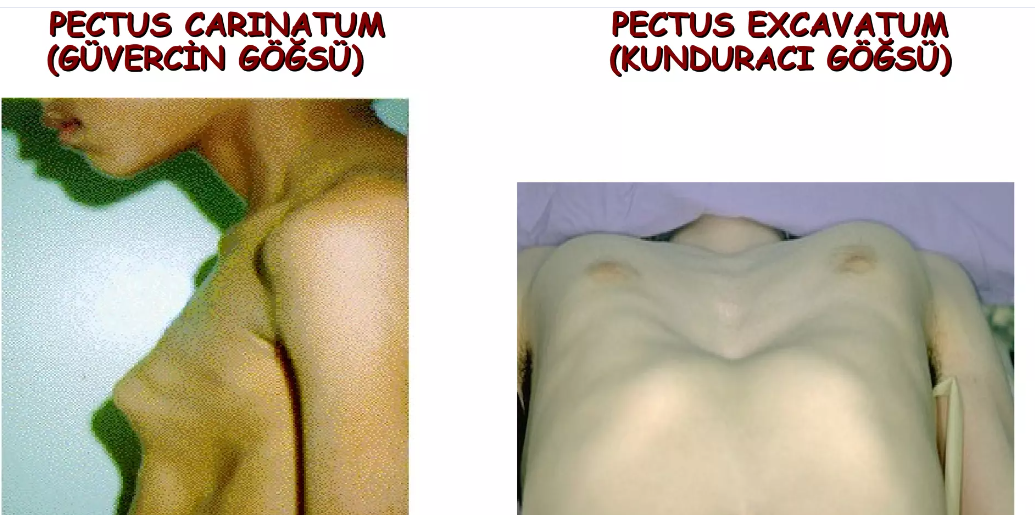 PECTUS CARINATUM
(GÜVERCİN GÖĞSÜ)
PECTUS EXCAVATUM
(KUNDURACI GÖĞSÜ)